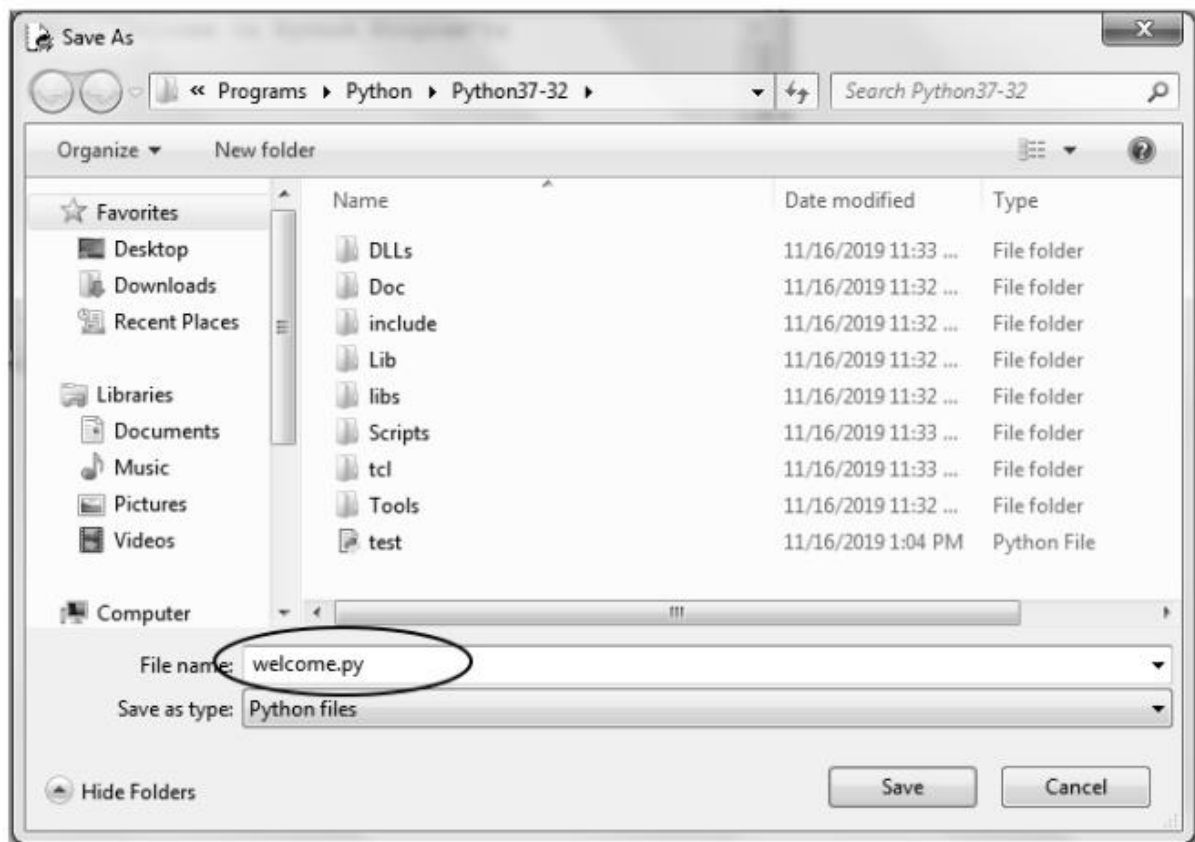 Save As
« Programs ▸ Python ▸ Python37-32 ▸
Search Python37-32
Organize
New folder
Name Date modified Type
Favorites
Desktop
Downloads
Recent Places
Libraries
Documents
Music
Pictures
Videos
Computer
DLLs 11/16/2019 11:33 ... File folder
Doc 11/16/2019 11:32 ... File folder
include 11/16/2019 11:32 ... File folder
Lib 11/16/2019 11:32 ... File folder
libs 11/16/2019 11:32 ... File folder
Scripts 11/16/2019 11:33 ... File folder
tcl 11/16/2019 11:33 ... File folder
Tools 11/16/2019 11:32 ... File folder
test 11/16/2019 1:04 PM Python File
File name: welcome.py
Save as type: Python files
Hide Folders
Save
Cancel